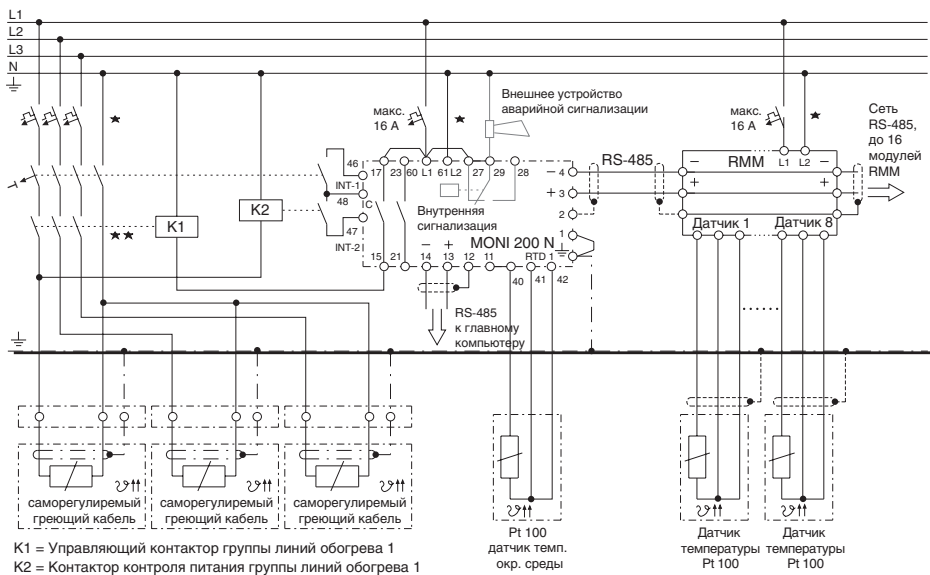 L1
L2
L3
N
макс.
16 А
★
Внешнее устройство
аварийной сигнализации
макс.
16 А
★
Сеть
RS-485,
до 16
модулей
RMM
★
46
INT-1
48
C
47
INT-2
17 23 60 L1 61 L2 27 29 28
4
3
2
1
RS-485
RMM
L1 L2
Датчик 1
Датчик 8
K1
K2
★★
Внутренняя
сигнализация
MONI 200 N
15 21 14 13 12 11 RTD 1
40 41 42
− +
− +
− +
− +
RS-485
к главному
компьютеру
саморегулиремый
греющий кабель
саморегулиремый
греющий кабель
саморегулиремый
греющий кабель
Pt 100
датчик темп.
окр. среды
Датчик
температуры
Pt 100
Датчик
температуры
Pt 100
K1 = Управляющий контактор группы линий обогрева 1
K2 = Контактор контроля питания группы линий обогрева 1